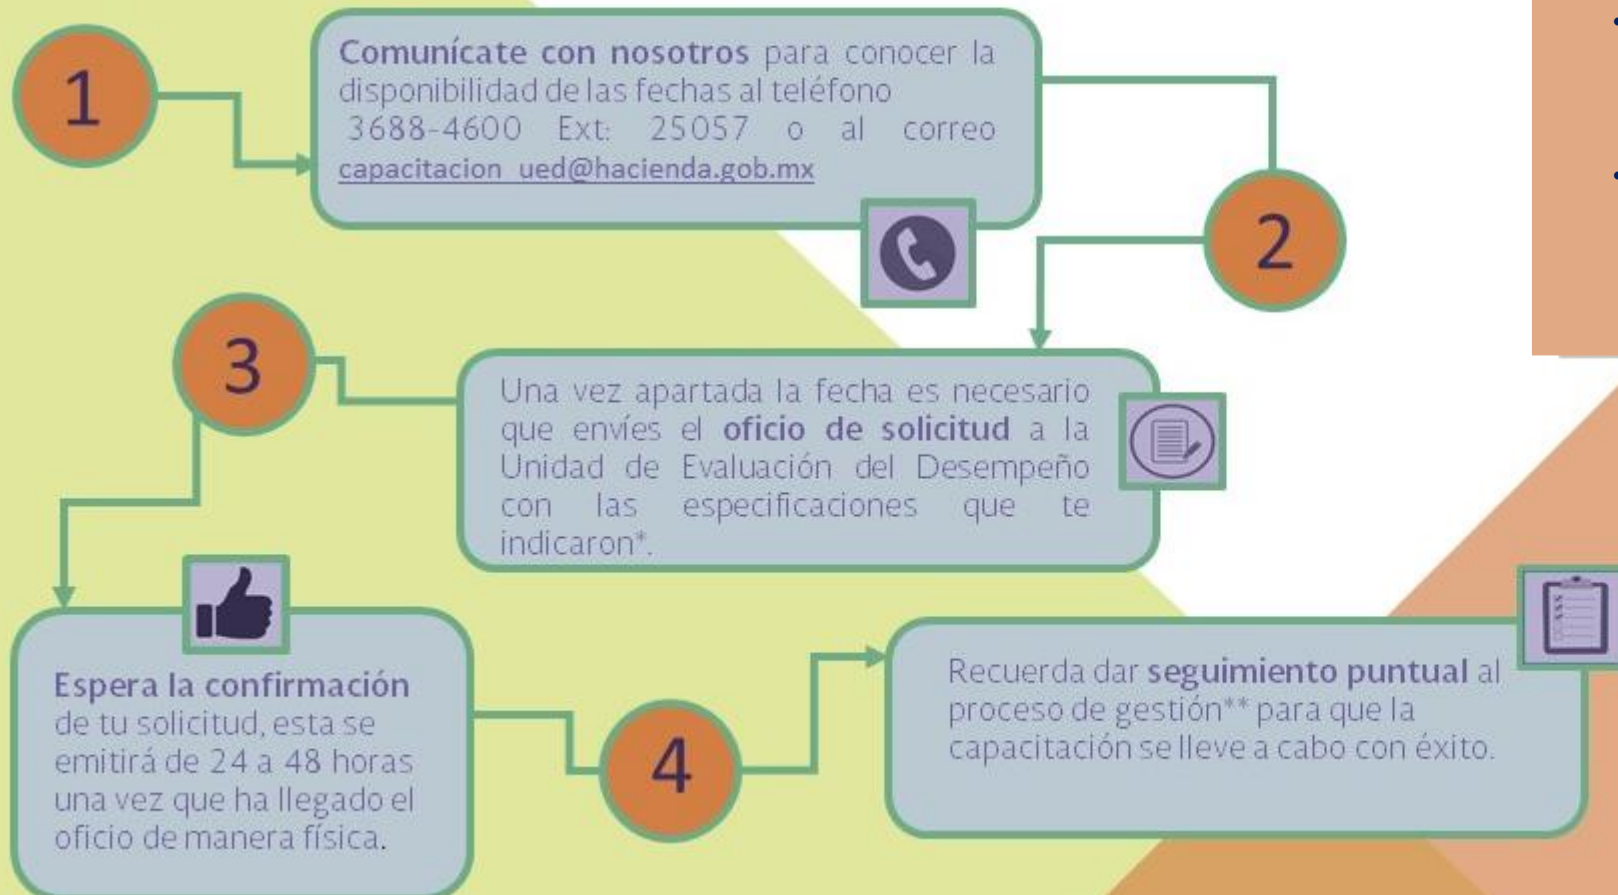 1
Comunícate con nosotros para conocer la
disponibilidad de las fechas al teléfono
3688-4600 Ext: 25057 o al correo
capacitacion_ued@hacienda.gob.mx
2
Una vez apartada la fecha es necesario
que envíes el oficio de solicitud a la
Unidad de Evaluación del Desempeño
con las especificaciones que te
indicaron*.
3
Espera la confirmación
de tu solicitud, esta se
emitirá de 24 a 48 horas
una vez que ha llegado el
oficio de manera física.
4
Recuerda dar seguimiento puntual al
proceso de gestión** para que la
capacitación se lleve a cabo con éxito.